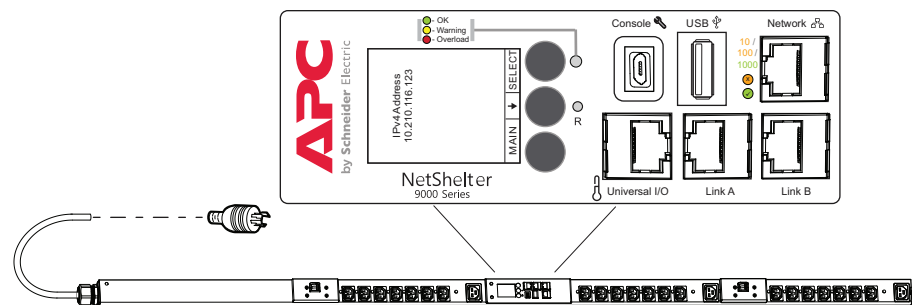 OK
Warning
Overload
APC
by Schneider Electric
IPv4 Address
10.210.116.123
SELECT
MAIN
R
NetShelter
9000 Series
Console
USB
Network
10 /
100 /
1000
Universal I/O
Link A
Link B